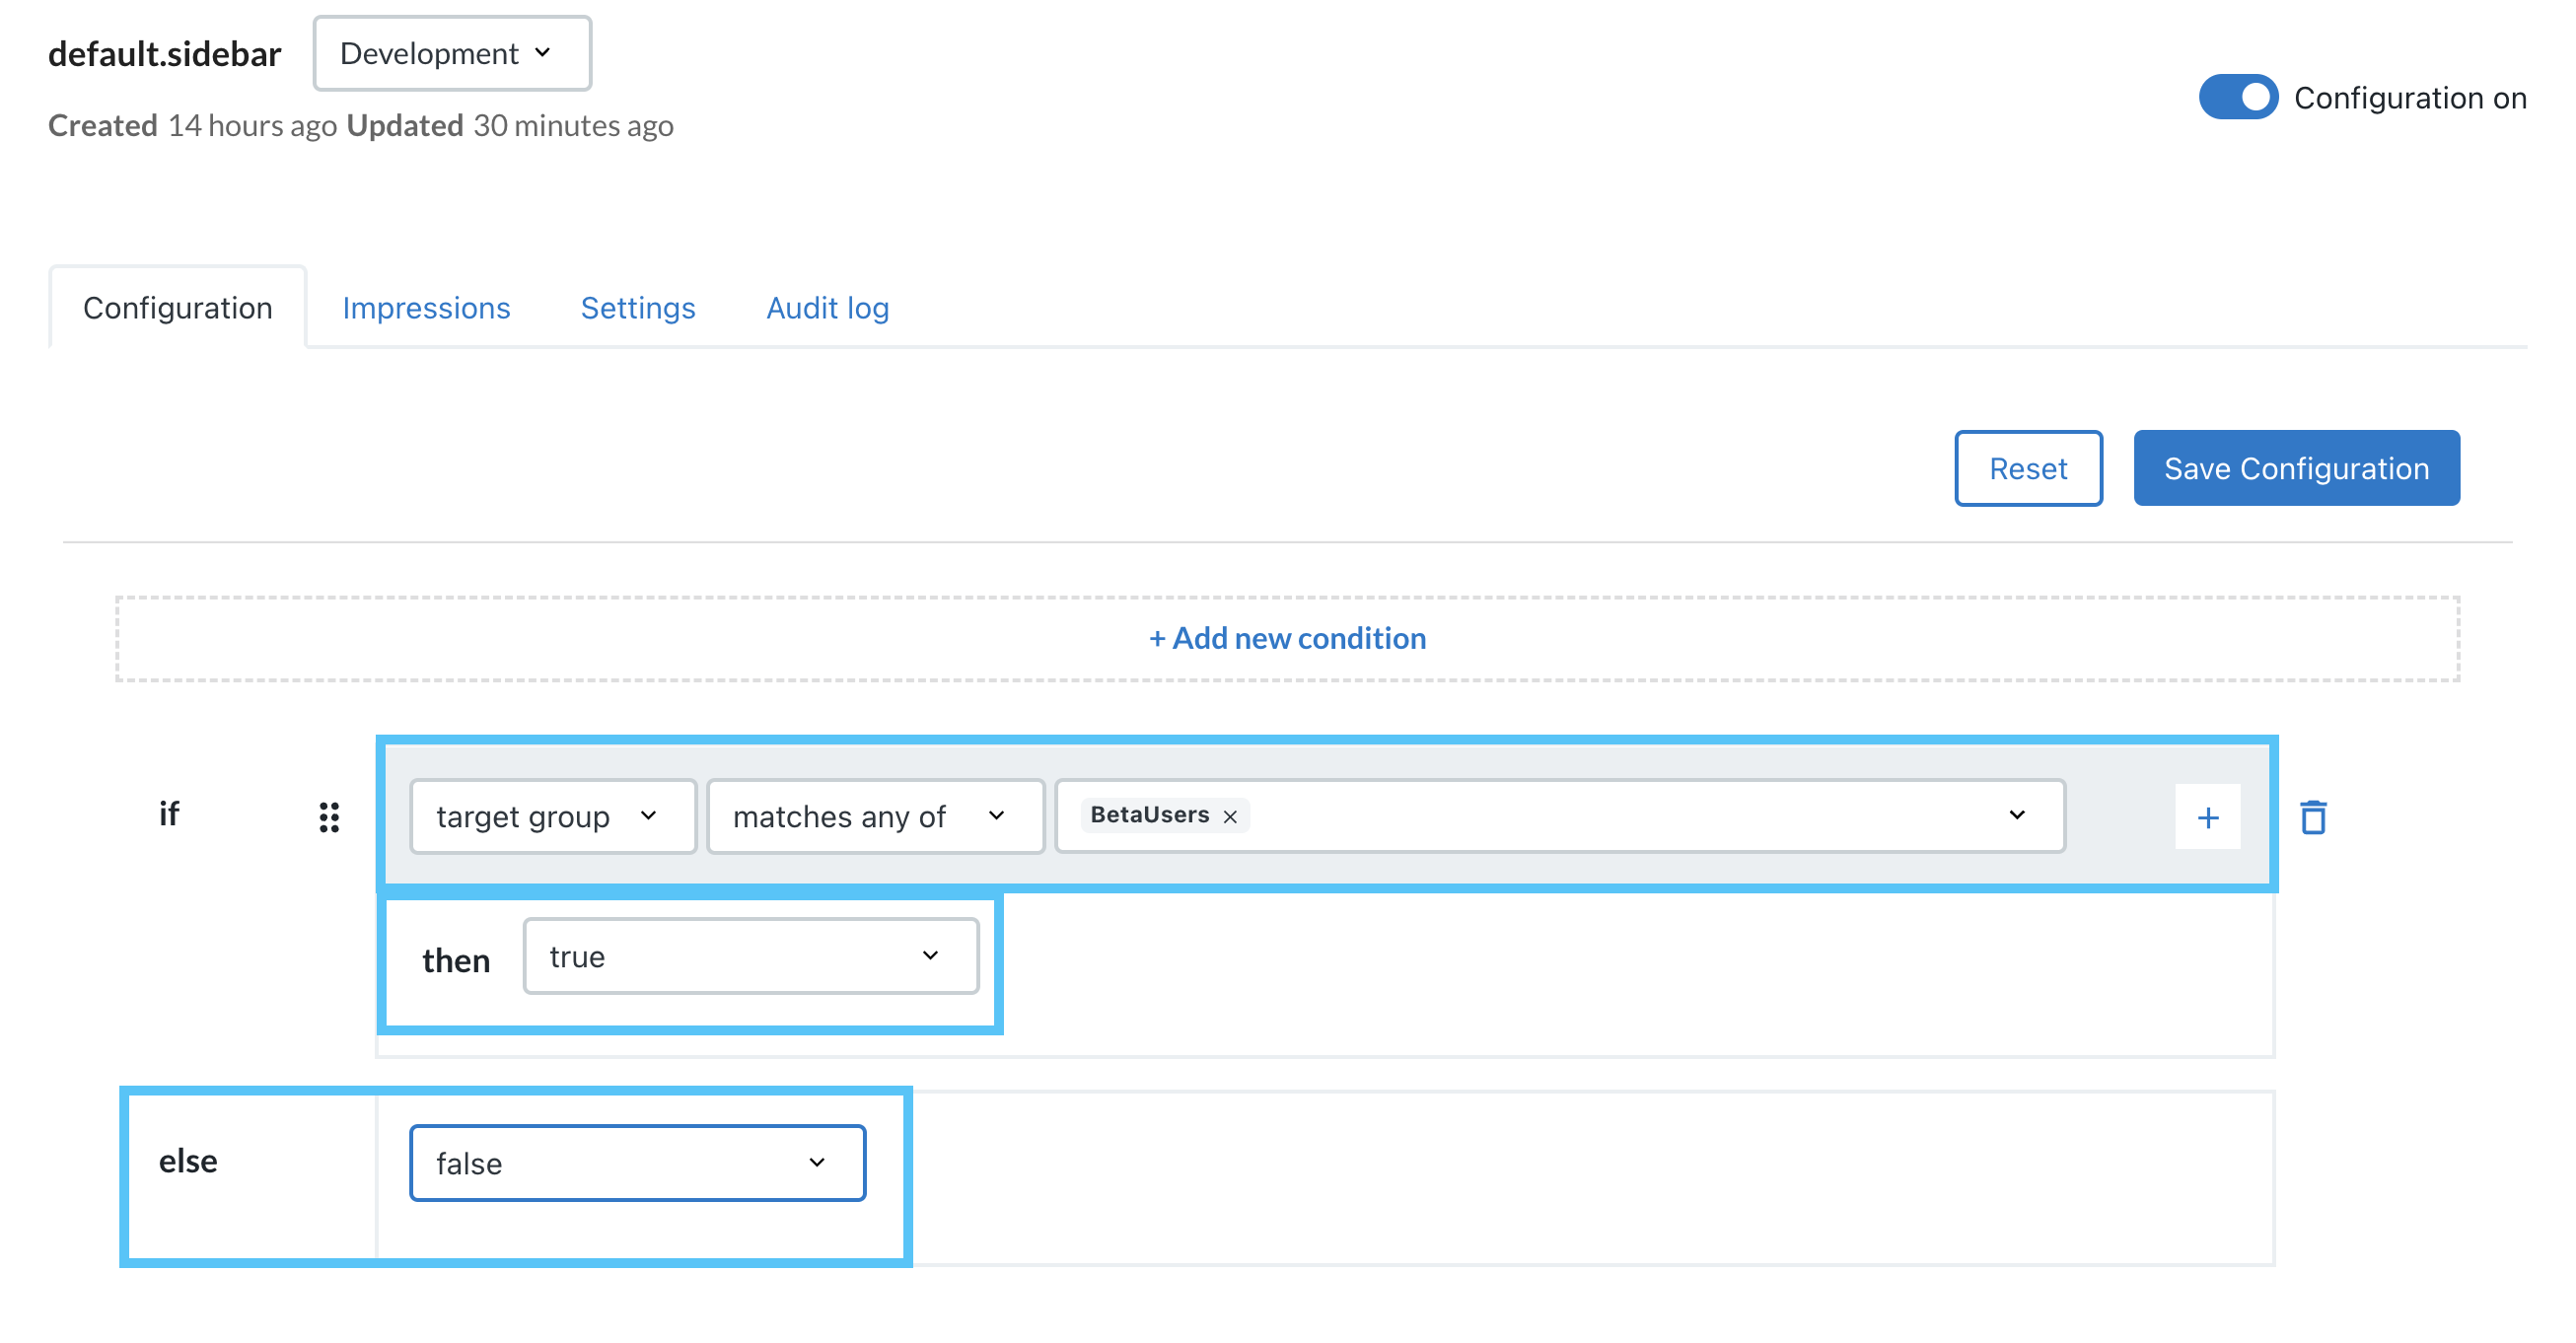 default.sidebar Development
Configuration on
Created 14 hours ago Updated 30 minutes ago
Configuration Impressions Settings Audit log
Reset Save Configuration
+ Add new condition
if target group matches any of BetaUsers × +
then true
else false